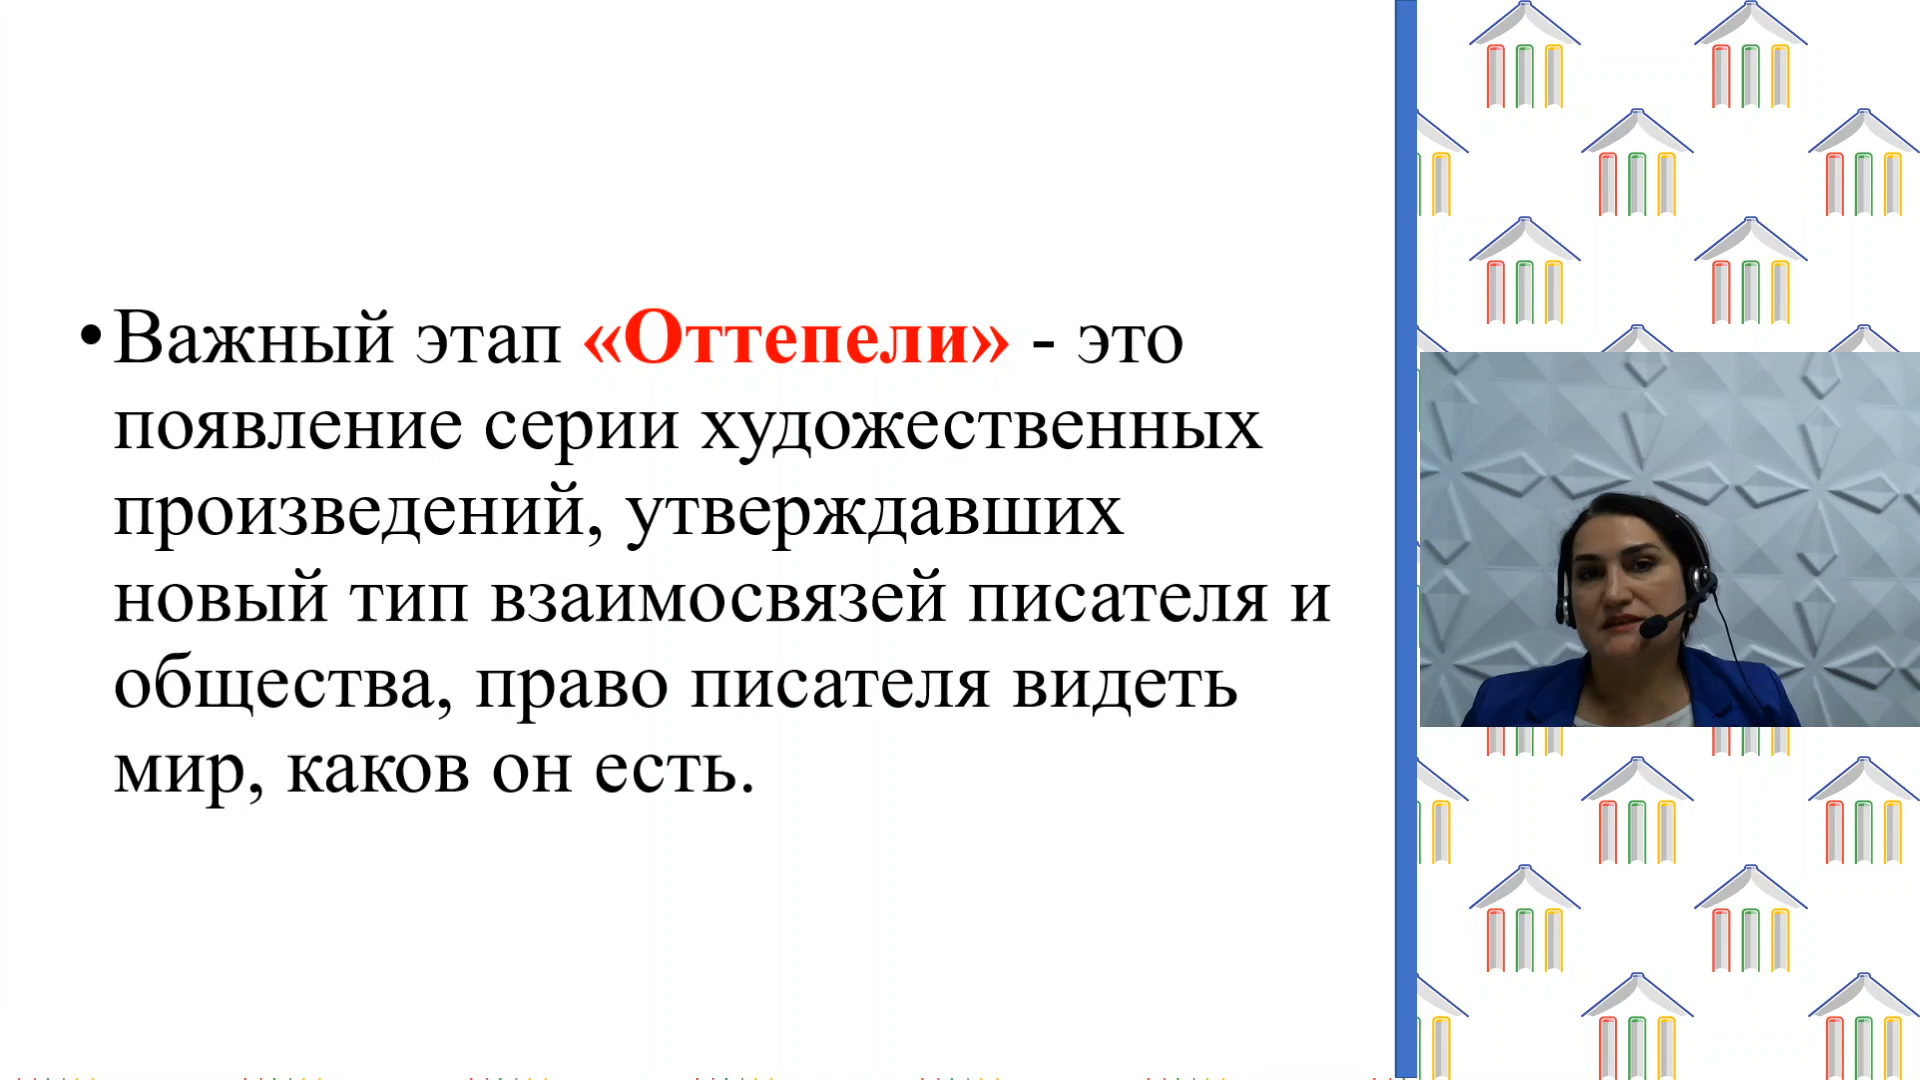 • Важный этап «Оттепели» - это
появление серии художественных
произведений, утверждавших
новый тип взаимосвязей писателя и
общества, право писателя видеть
мир, каков он есть.